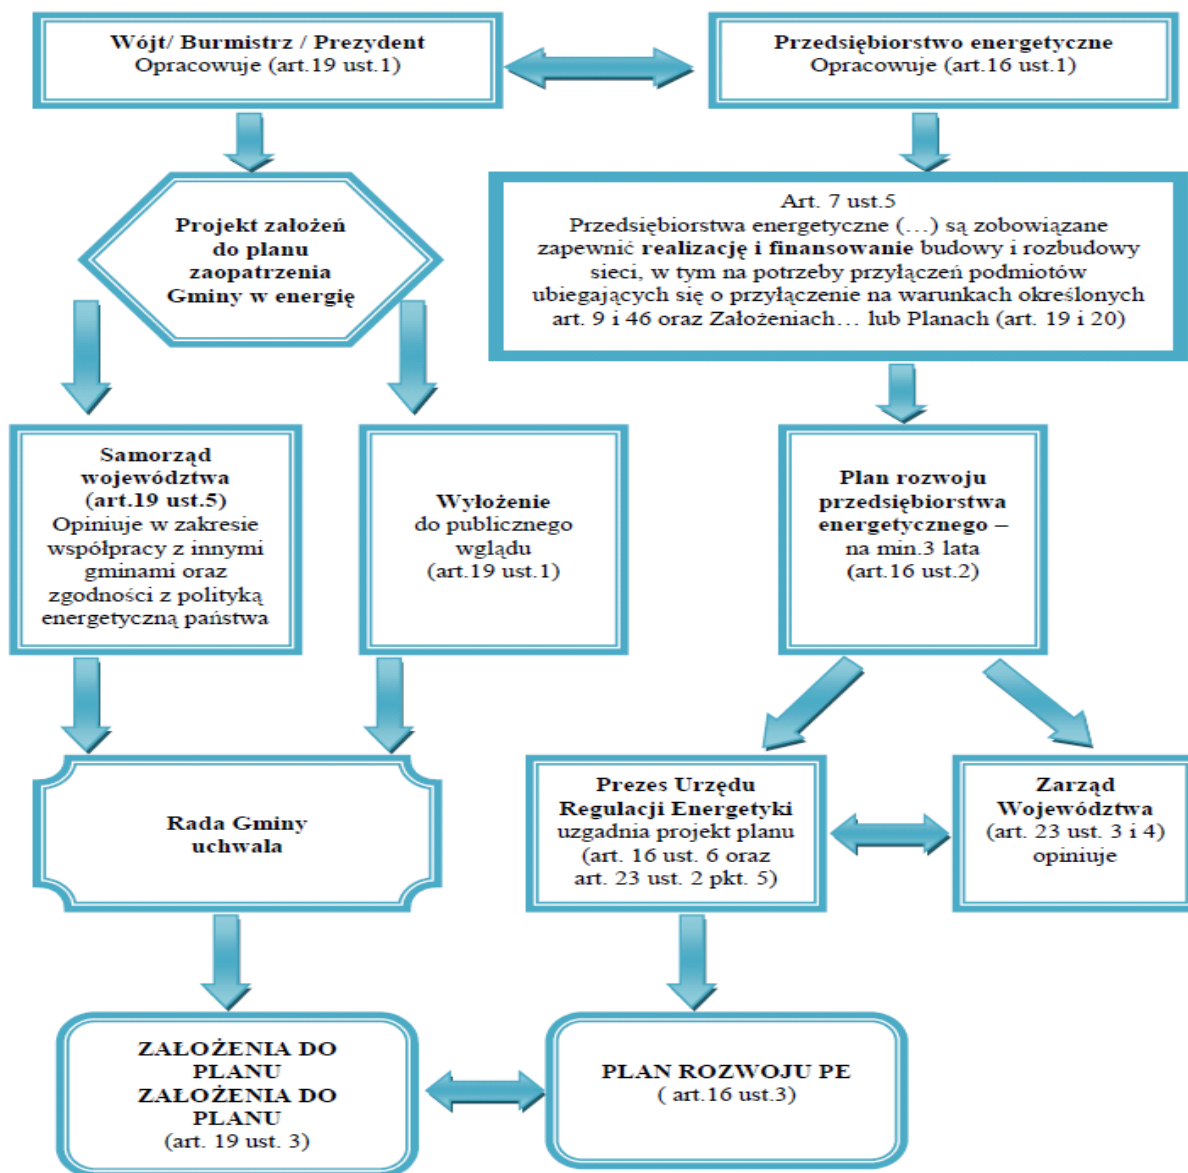 Wójt/ Burmistrz / Prezydent
Opracowuje (art.19 ust.1)
Przedsiębiorstwo energetyczne
Opracowuje (art.16 ust.1)
Projekt założeń
do planu
zaopatrzenia
Gminy w energię
Art. 7 ust.5
Przedsiębiorstwa energetyczne (…) są zobowiązane
zapewnić realizację i finansowanie budowy i rozbudowy
sieci, w tym na potrzeby przyłączeń podmiotów
ubiegających się o przyłączenie na warunkach określonych
art. 9 i 46 oraz Założeniach… lub Planach (art. 19 i 20)
Samorząd
województwa
(art.19 ust.5)
Opiniuje w zakresie
współpracy z innymi
gminami oraz
zgodności z polityką
energetyczną państwa
Wyłożenie
do publicznego
wglądu
(art.19 ust.1)
Plan rozwoju
przedsiębiorstwa
energetycznego –
na min.3 lata
(art.16 ust.2)
Rada Gminy
uchwala
Prezes Urzędu
Regulacji Energetyki
uzgadnia projekt planu
(art. 16 ust. 6 oraz
art. 23 ust. 2 pkt. 5)
Zarząd
Województwa
(art. 23 ust. 3 i 4)
opiniuje
ZAŁOŻENIA DO
PLANU
ZAŁOŻENIA DO
PLANU
(art. 19 ust. 3)
PLAN ROZWOJU PE
( art.16 ust.3)